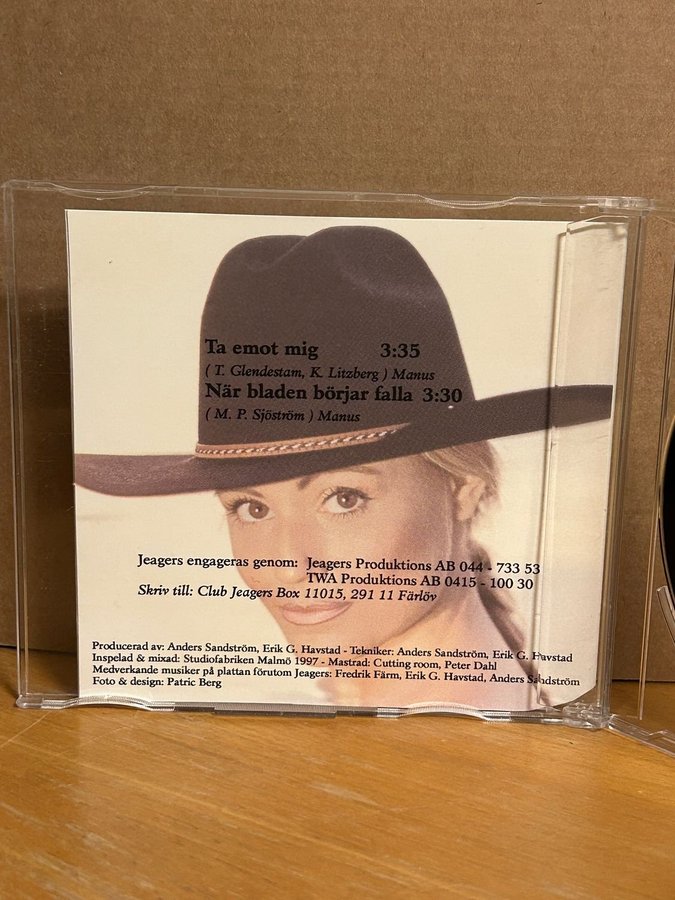 Ta emot mig 3:35
( T. Glendestam, K. Litzberg ) Manus
När bladen börjar falla 3:30
( M. P. Sjöström ) Manus
Jeagers engageras genom: Jeagers Produktions AB 044 - 733 53
TWA Produktions AB 0415 - 100 30
Skriv till: Club Jeagers Box 11015, 291 11 Färlöv
Producerad av: Anders Sandström, Erik G. Havstad - Tekniker: Anders Sandström, Erik G. Havstad
Inspelad & mixad: Studiofabriken Malmö 1997 - Mastrad: Cutting room, Peter Dahl
Medverkande musiker på plattan förutom Jeagers: Fredrik Färm, Erik G. Havstad, Anders Sandström
Foto & design: Patric Berg